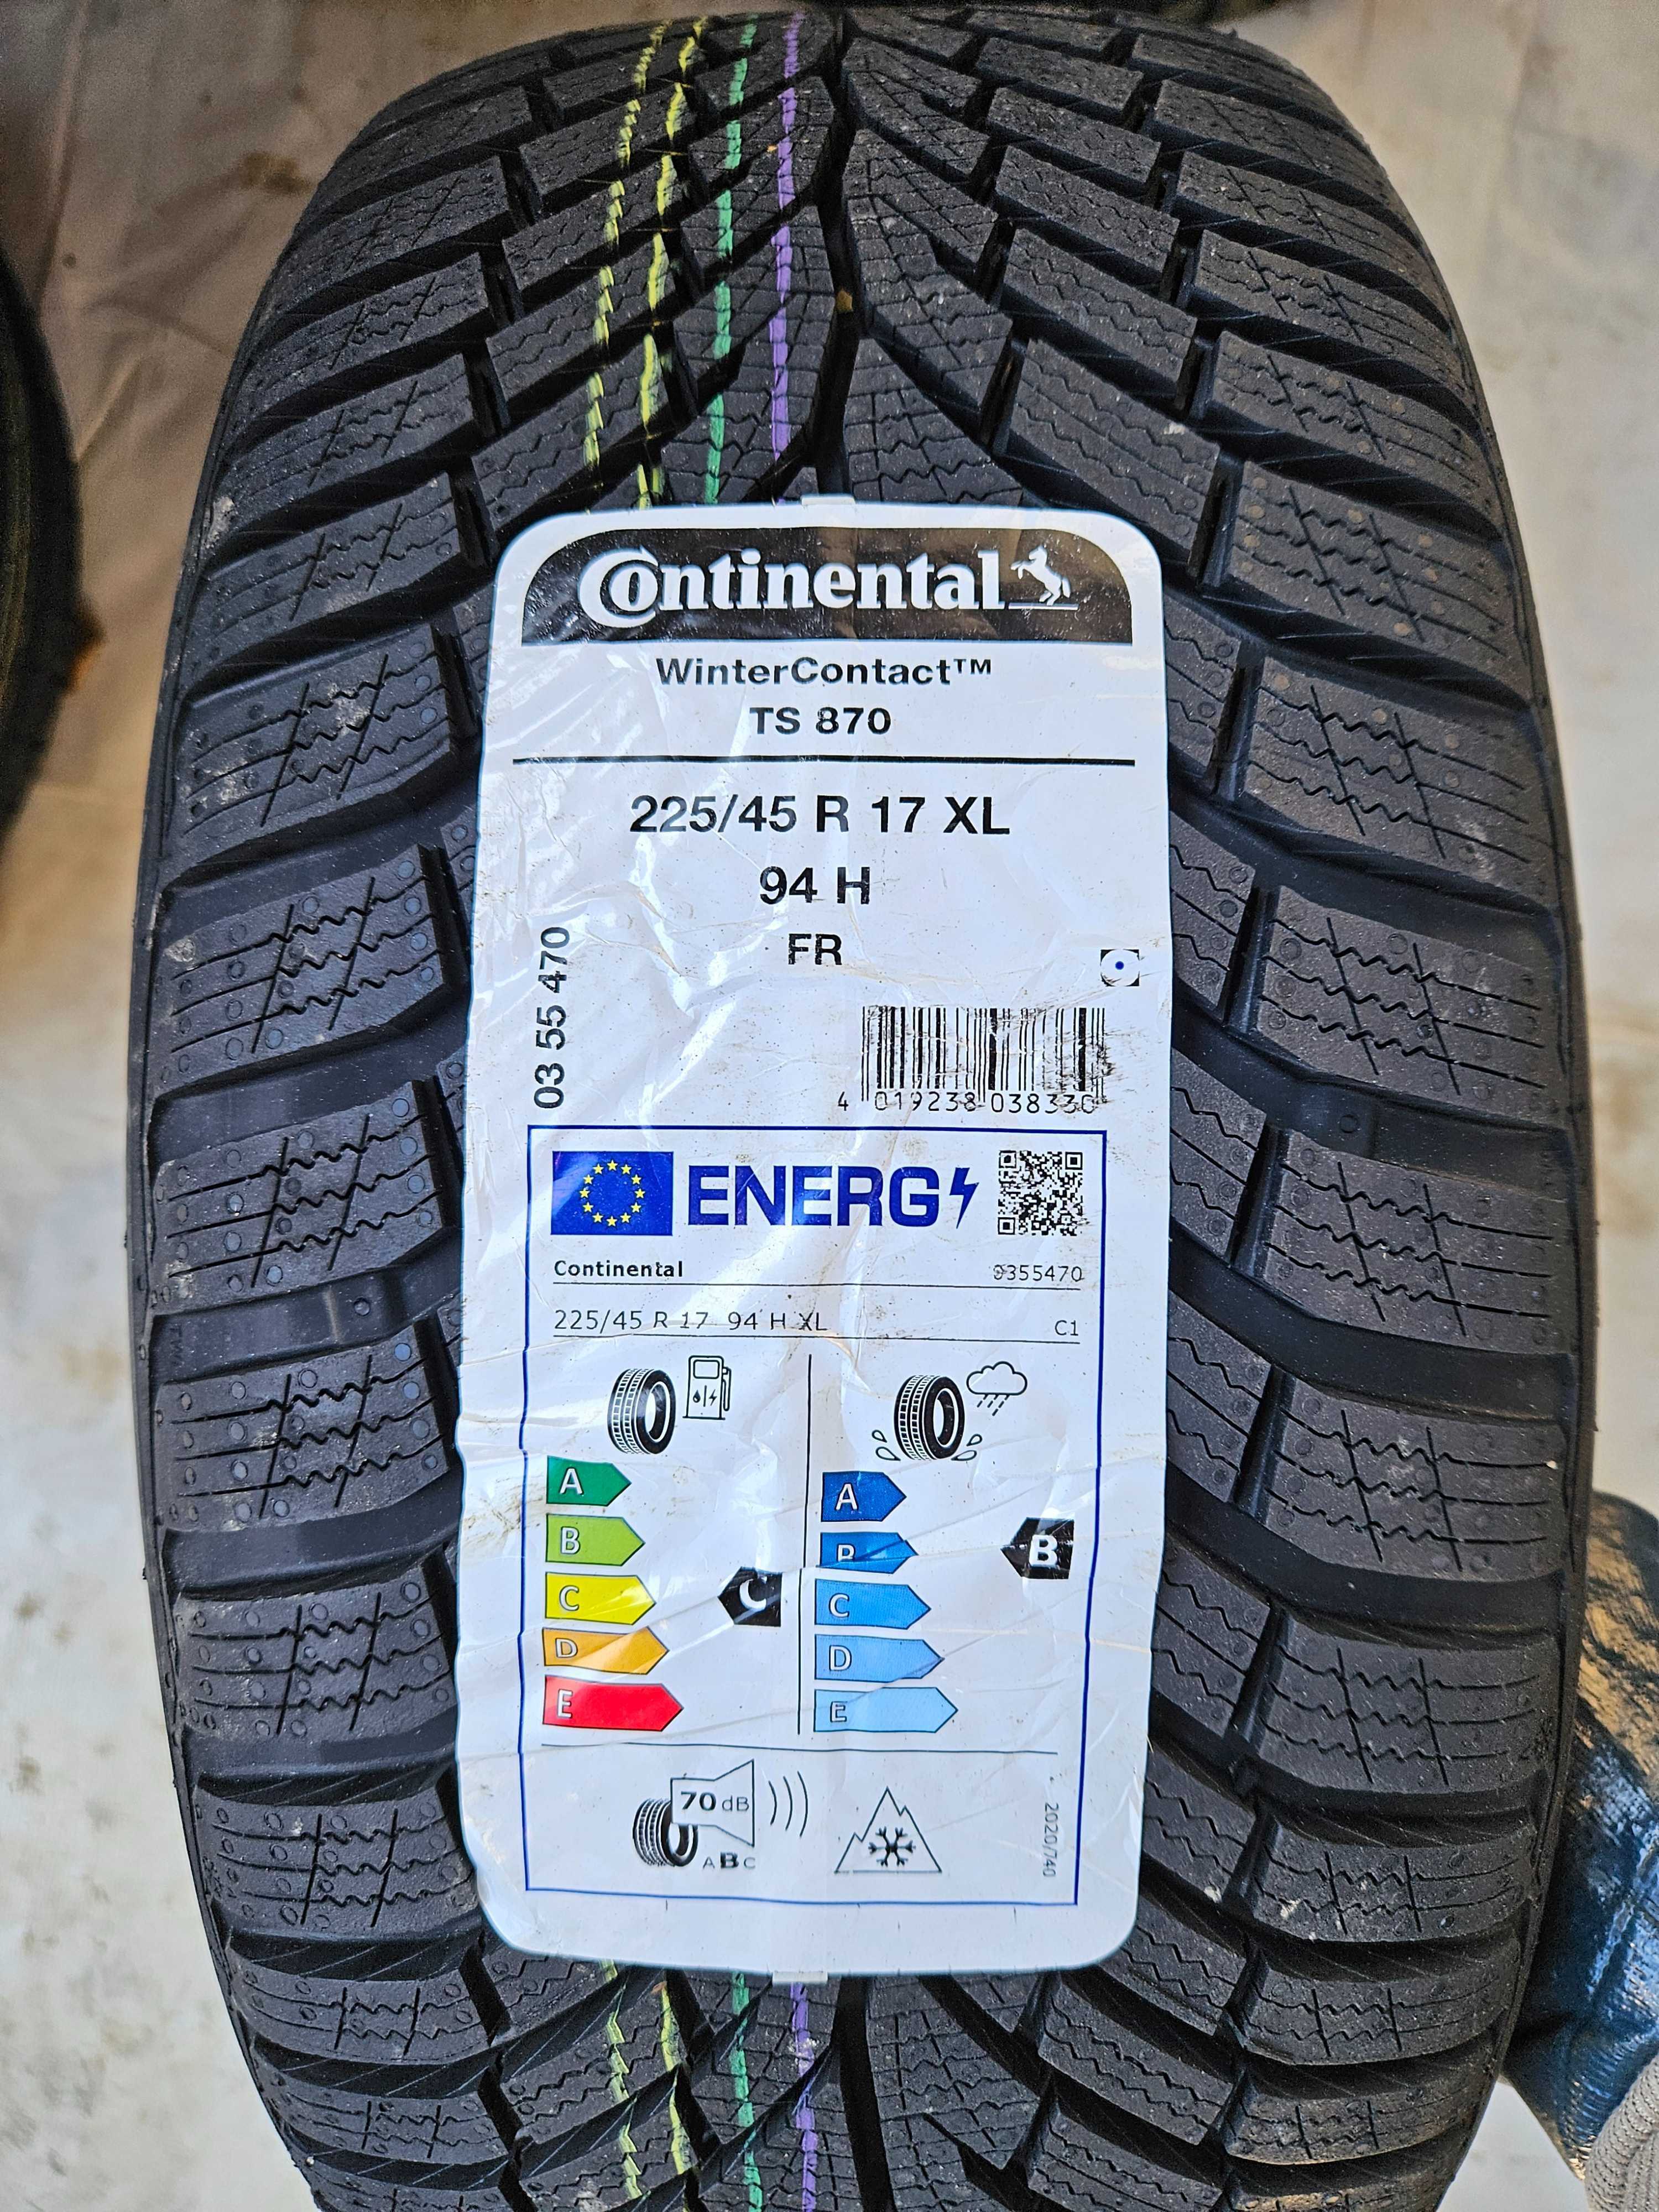 Continental
WinterContact™
TS 870
225/45 R 17 XL
94 H
FR
03 55 470
4 019238 038330
ENERG
Continental
0355470
225/45 R 17 94 H XL
C1
A
B
C
D
E
C
A
B
C
D
E
B
70 dB
ABC
2020/740